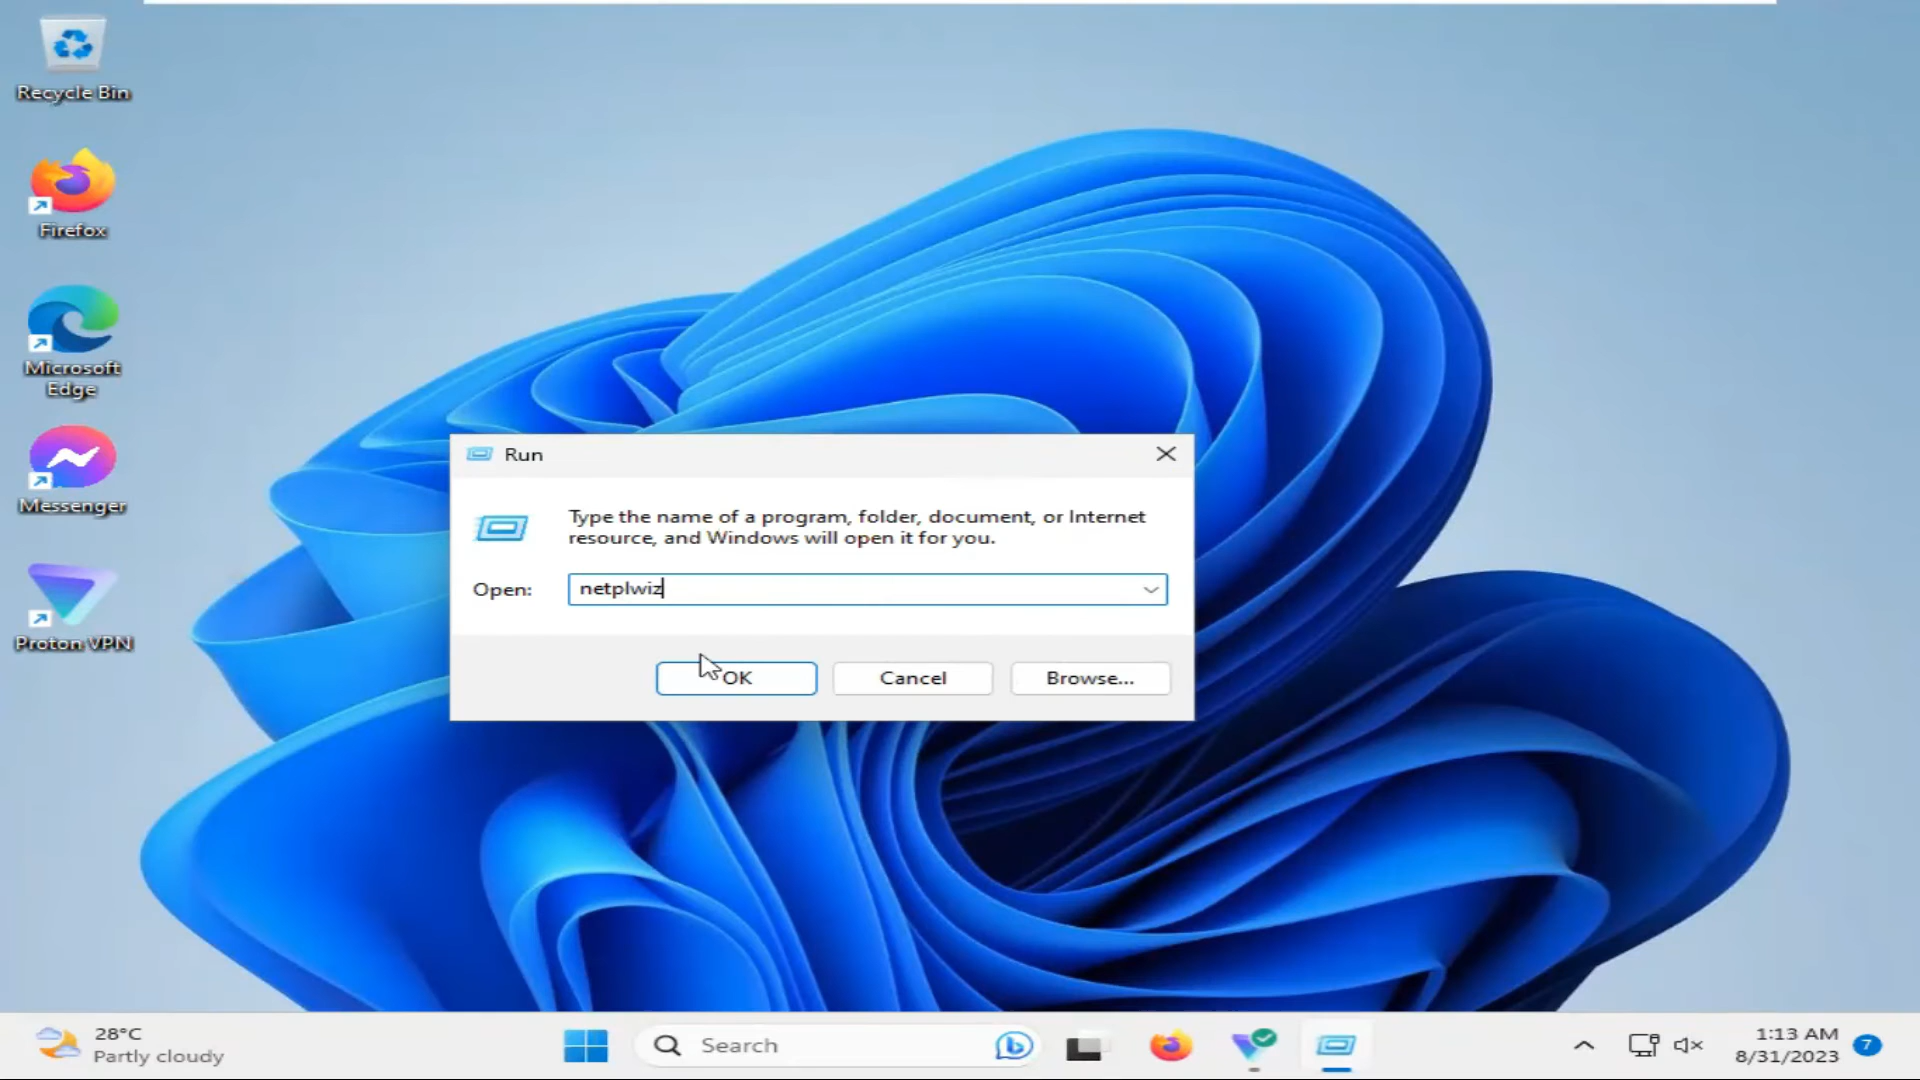 Recycle Bin
Firefox
Microsoft
Edge
Messenger
Proton VPN
Run
Type the name of a program, folder, document, or Internet
resource, and Windows will open it for you.
Open: netplwiz
OK Cancel Browse...
28°C
Partly cloudy
Search
1:13 AM
8/31/2023
7